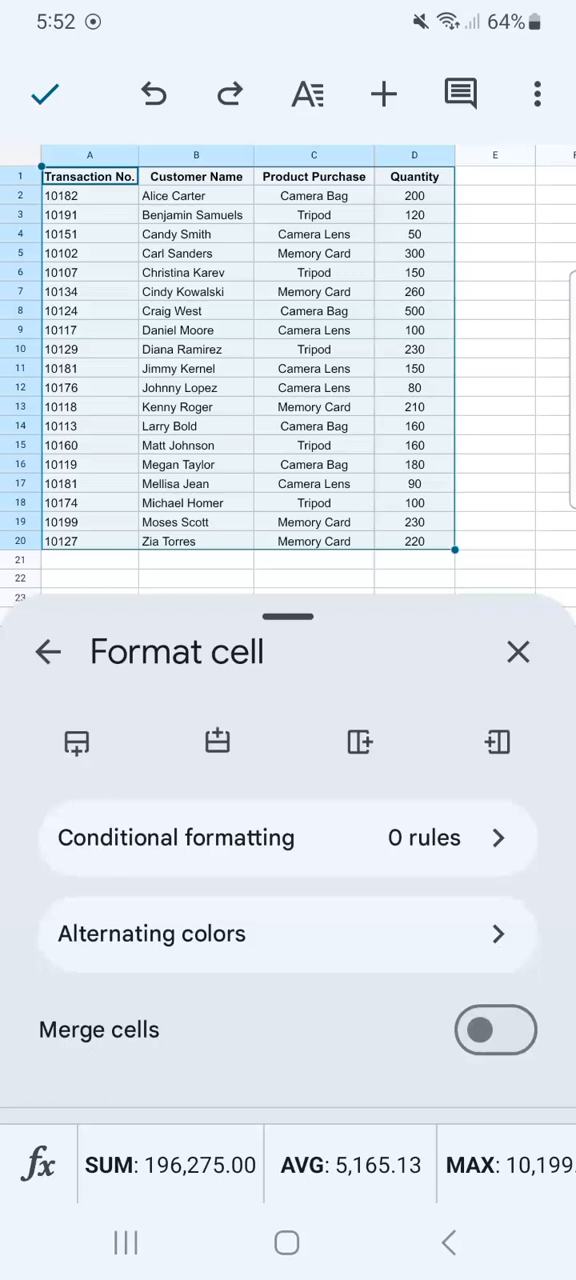 5:52 64%
A B C D E F
1 Transaction No. Customer Name Product Purchase Quantity
2 10182 Alice Carter Camera Bag 200
3 10191 Benjamin Samuels Tripod 120
4 10151 Candy Smith Camera Lens 50
5 10102 Carl Sanders Memory Card 300
6 10107 Christina Karev Tripod 150
7 10134 Cindy Kowalski Memory Card 260
8 10124 Craig West Camera Bag 500
9 10117 Daniel Moore Camera Lens 100
10 10129 Diana Ramirez Tripod 230
11 10181 Jimmy Kernel Camera Lens 150
12 10176 Johnny Lopez Camera Lens 80
13 10118 Kenny Roger Memory Card 210
14 10113 Larry Bold Camera Bag 160
15 10160 Matt Johnson Tripod 160
16 10119 Megan Taylor Camera Bag 180
17 10181 Mellisa Jean Camera Lens 90
18 10174 Michael Homer Tripod 100
19 10199 Moses Scott Memory Card 230
20 10127 Zia Torres Memory Card 220
21
22
23
Format cell
Conditional formatting 0 rules
Alternating colors
Merge cells
fx SUM: 196,275.00 AVG: 5,165.13 MAX: 10,199.